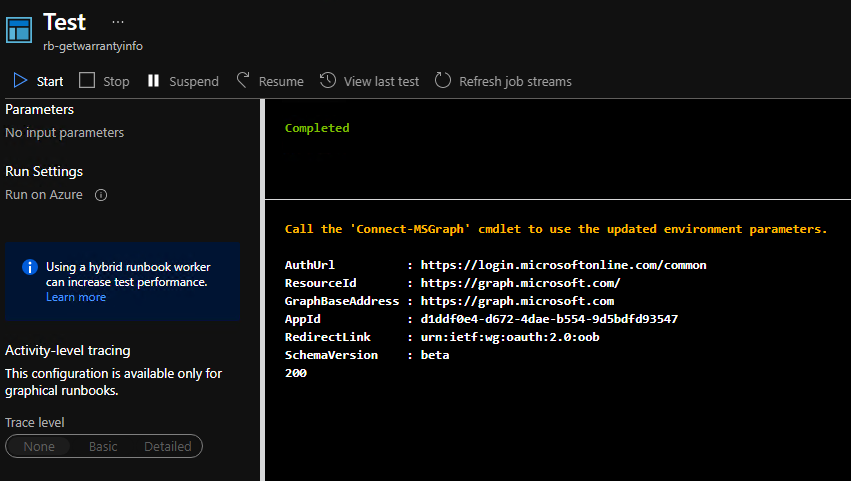 Test ...
rb-getwarrantyinfo
Start Stop Suspend Resume View last test Refresh job streams
Parameters
No input parameters
Run Settings
Run on Azure
Using a hybrid runbook worker
can increase test performance.
Learn more
Activity-level tracing
This configuration is available only for
graphical runbooks.
Trace level
None Basic Detailed
Completed
Call the 'Connect-MSGraph' cmdlet to use the updated environment parameters.
AuthUrl : https://login.microsoftonline.com/common
ResourceId : https://graph.microsoft.com/
GraphBaseAddress : https://graph.microsoft.com
AppId : d1ddf0e4-d672-4dae-b554-9d5bdfd93547
RedirectLink : urn:ietf:wg:oauth:2.0:oob
SchemaVersion : beta
200